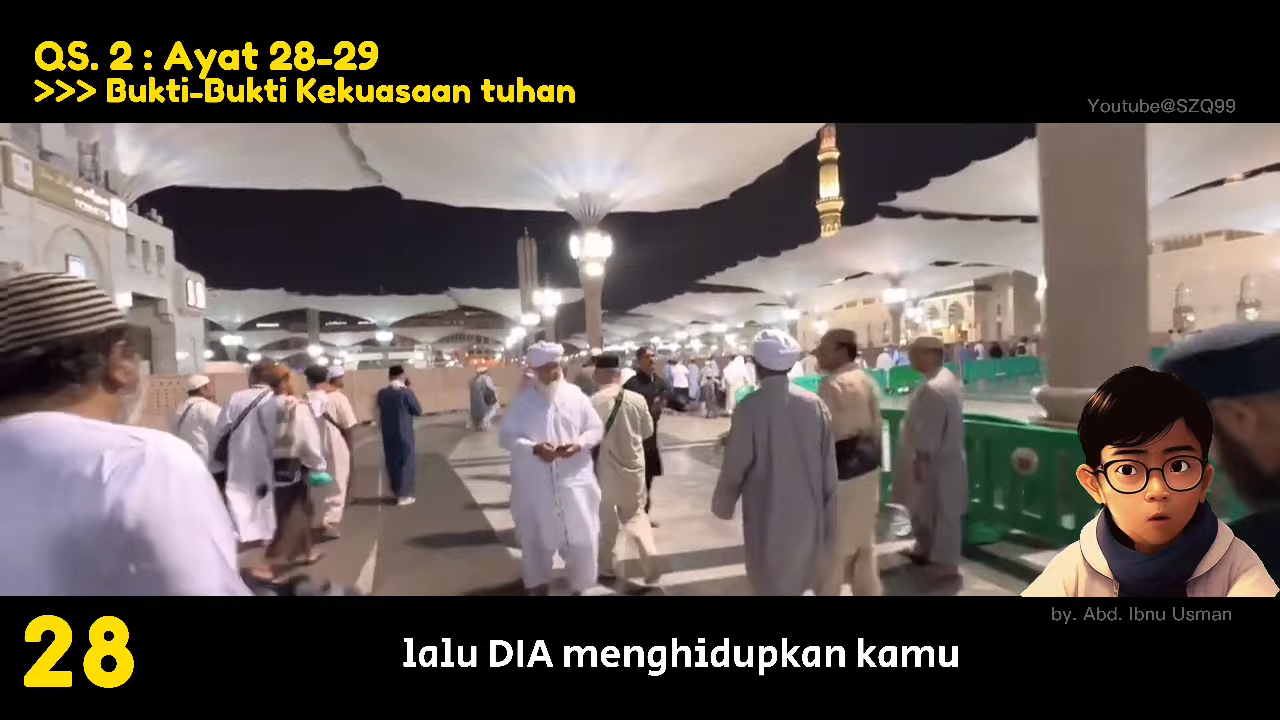 QS. 2 : Ayat 28-29
>>> Bukti-Bukti Kekuasaan tuhan
Youtube@SZQ99
by. Abd. Ibnu Usman
28
lalu DIA menghidupkan kamu